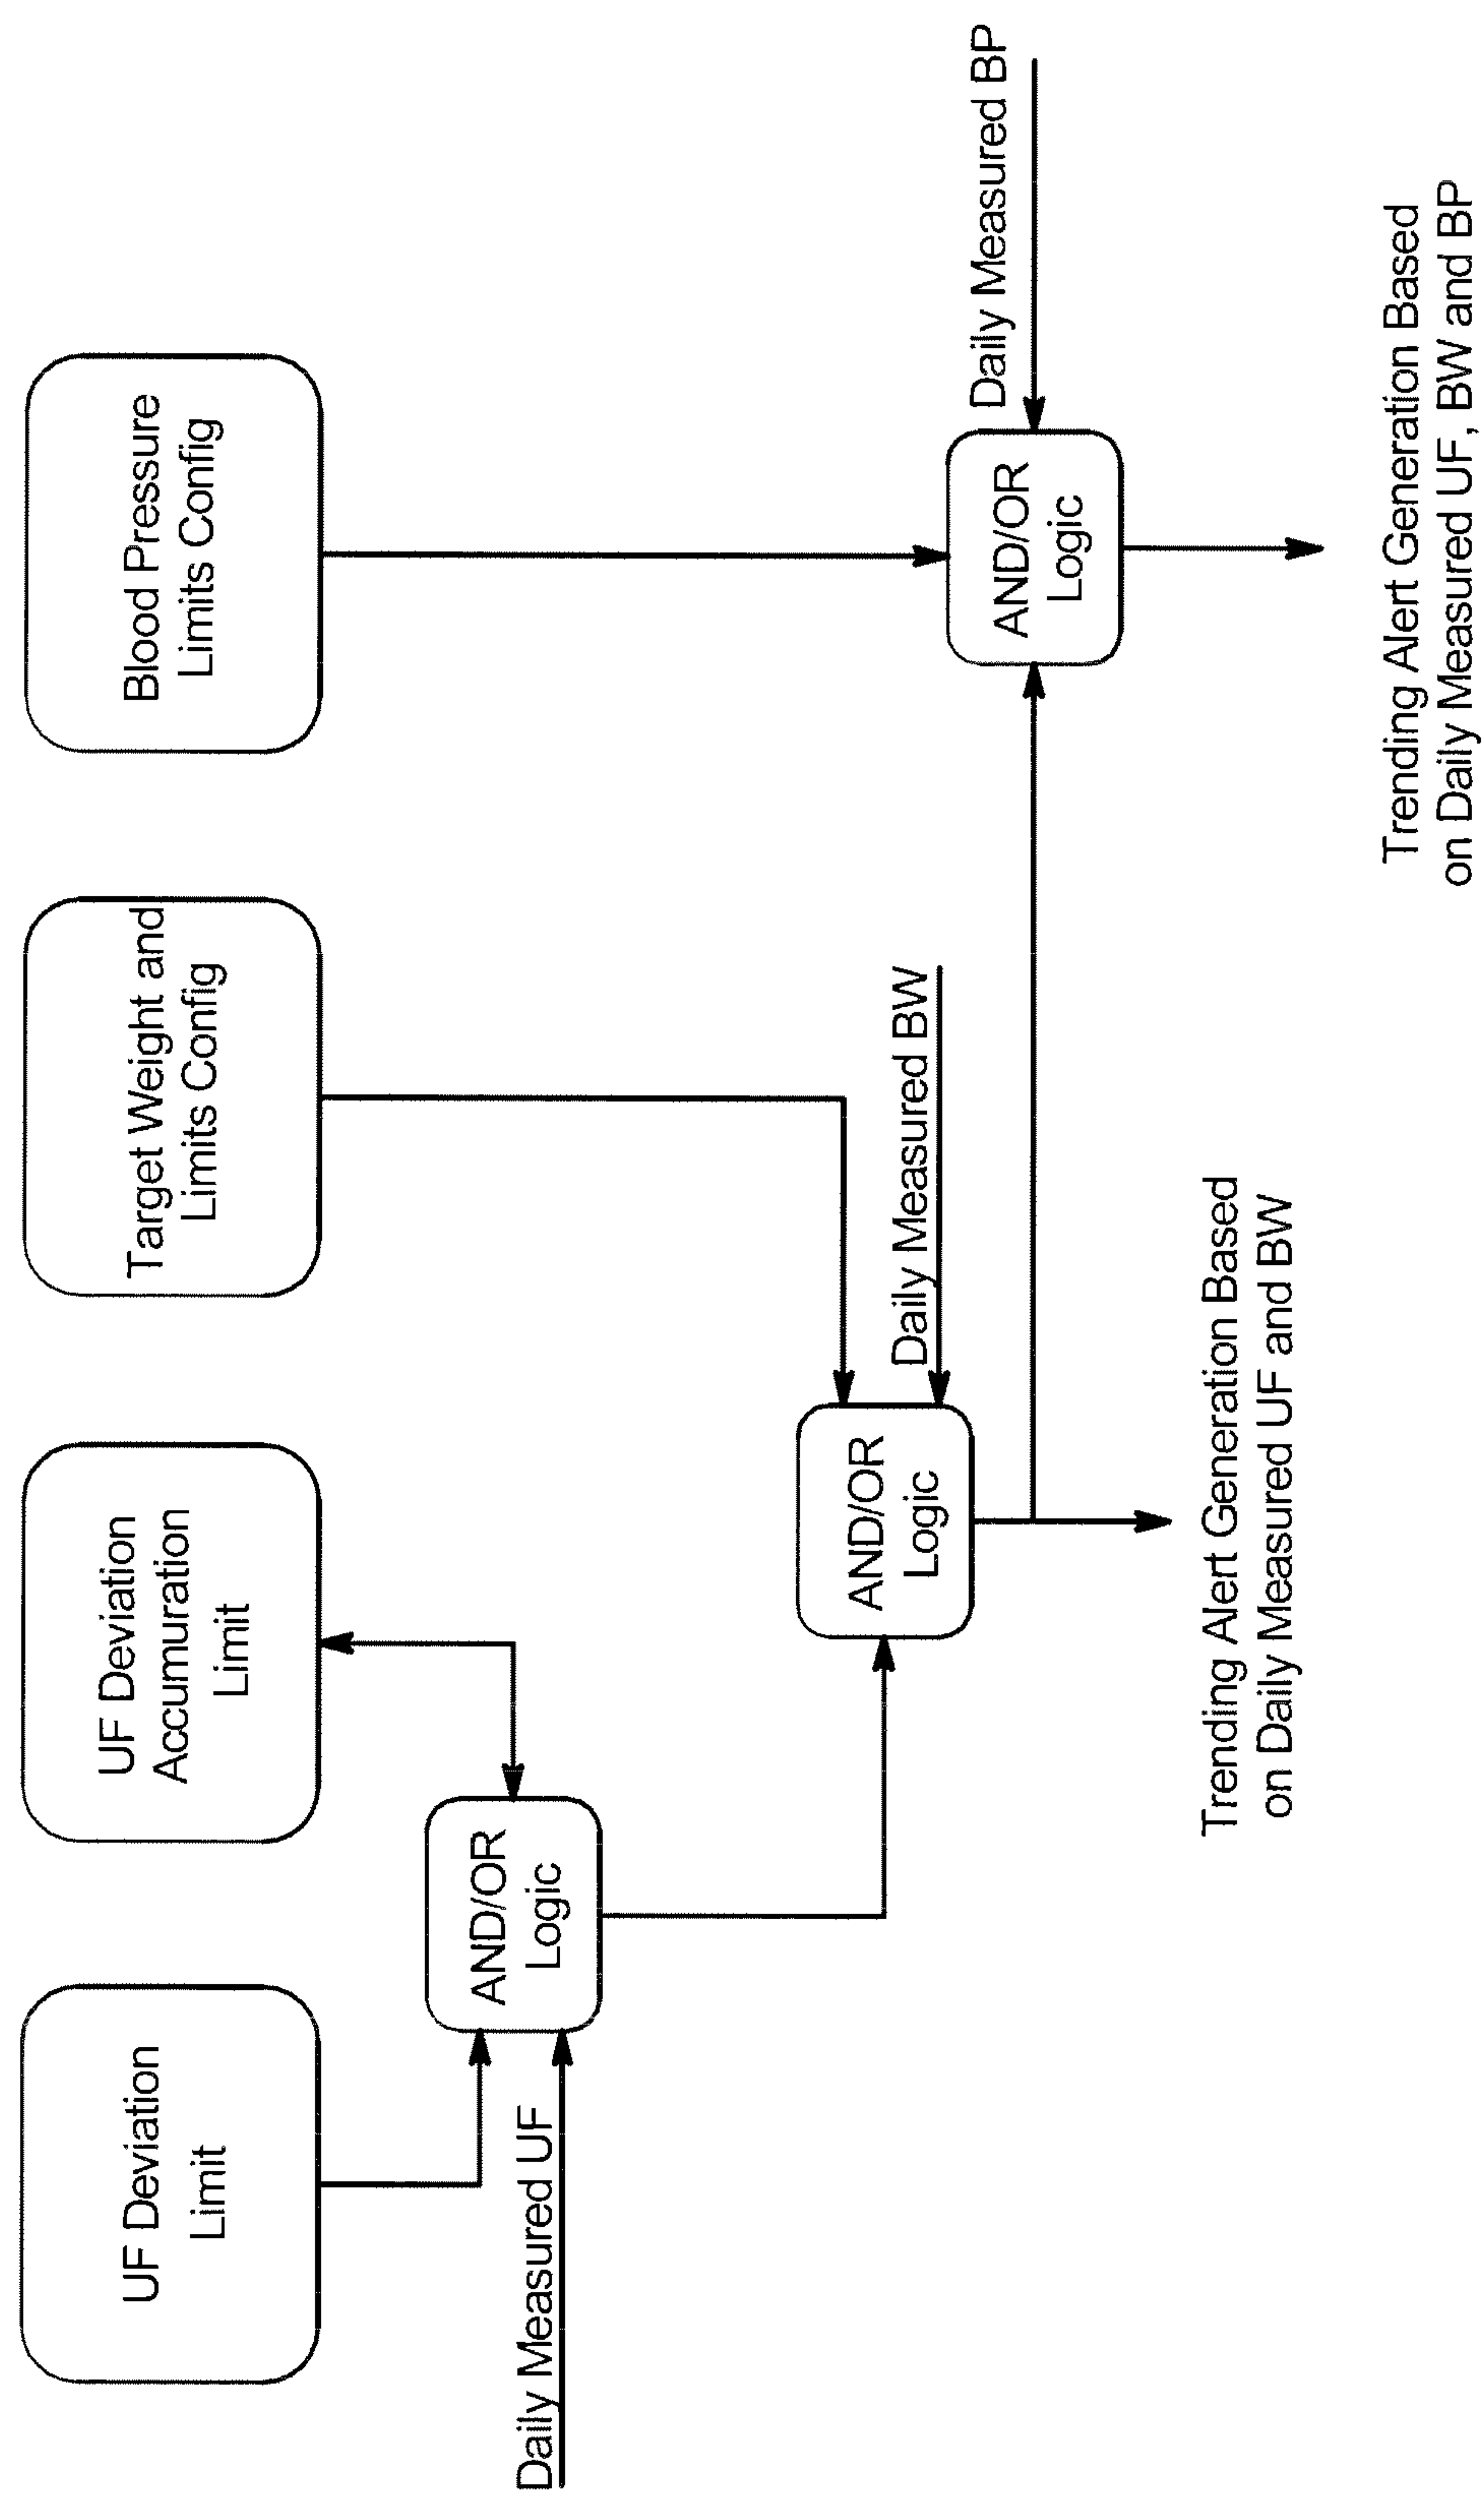 UF Deviation
Limit
UF Deviation
Accumuration
Limit
Target Weight and
Limits Config
Blood Pressure
Limits Config
Daily Measured UF
AND/OR
Logic
AND/OR
Logic
Daily Measured BW
AND/OR
Logic
Daily Measured BP
Trending Alert Generation Based
on Daily Measured UF and BW
Trending Alert Generation Based
on Daily Measured UF, BW and BP